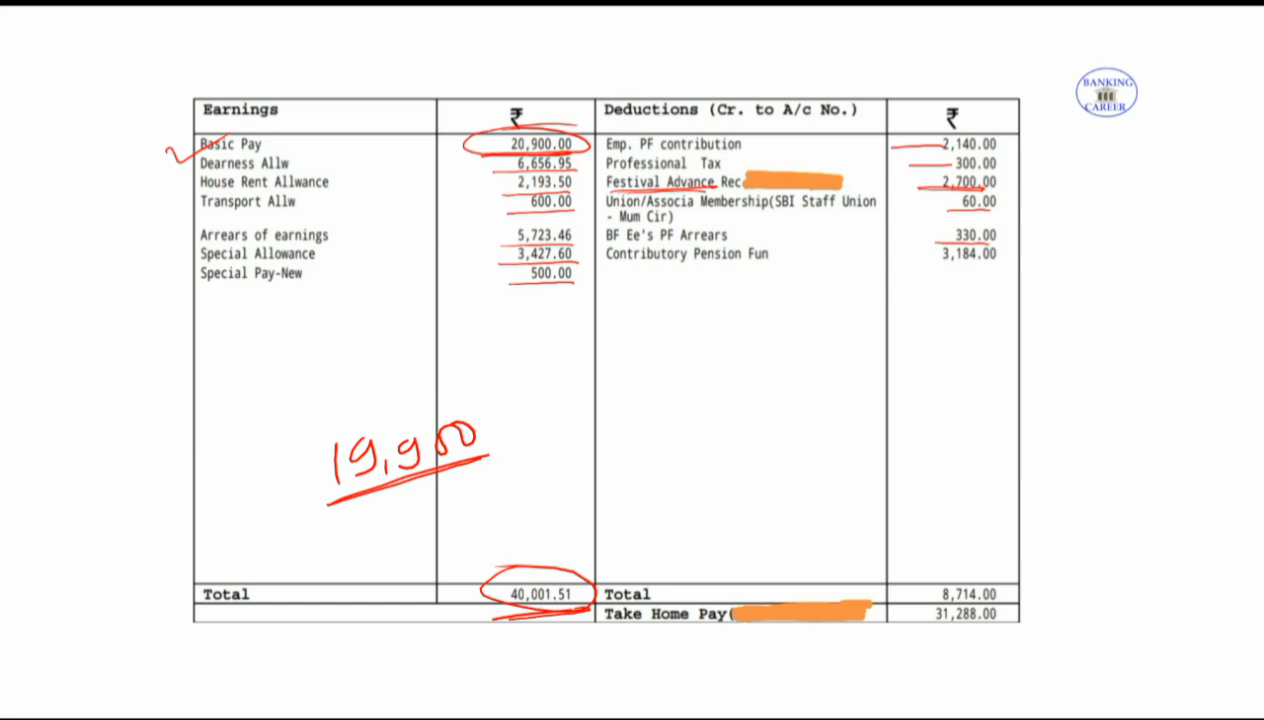 BANKING
CAREER
Earnings ₹ Deductions (Cr. to A/c No.) ₹
Basic Pay 20,900.00 Emp. PF contribution 2,140.00
Dearness Allw 6,656.95 Professional Tax 300.00
House Rent Allwance 2,193.50 Festival Advance Rec 2,700.00
Transport Allw 600.00 Union/Associa Membership(SBI Staff Union 60.00
- Mum Cir)
Arrears of earnings 5,723.46 BF Ee's PF Arrears 330.00
Special Allowance 3,427.60 Contributory Pension Fun 3,184.00
Special Pay-New 500.00
19,900
Total 40,001.51 Total 8,714.00
Take Home Pay( 31,288.00